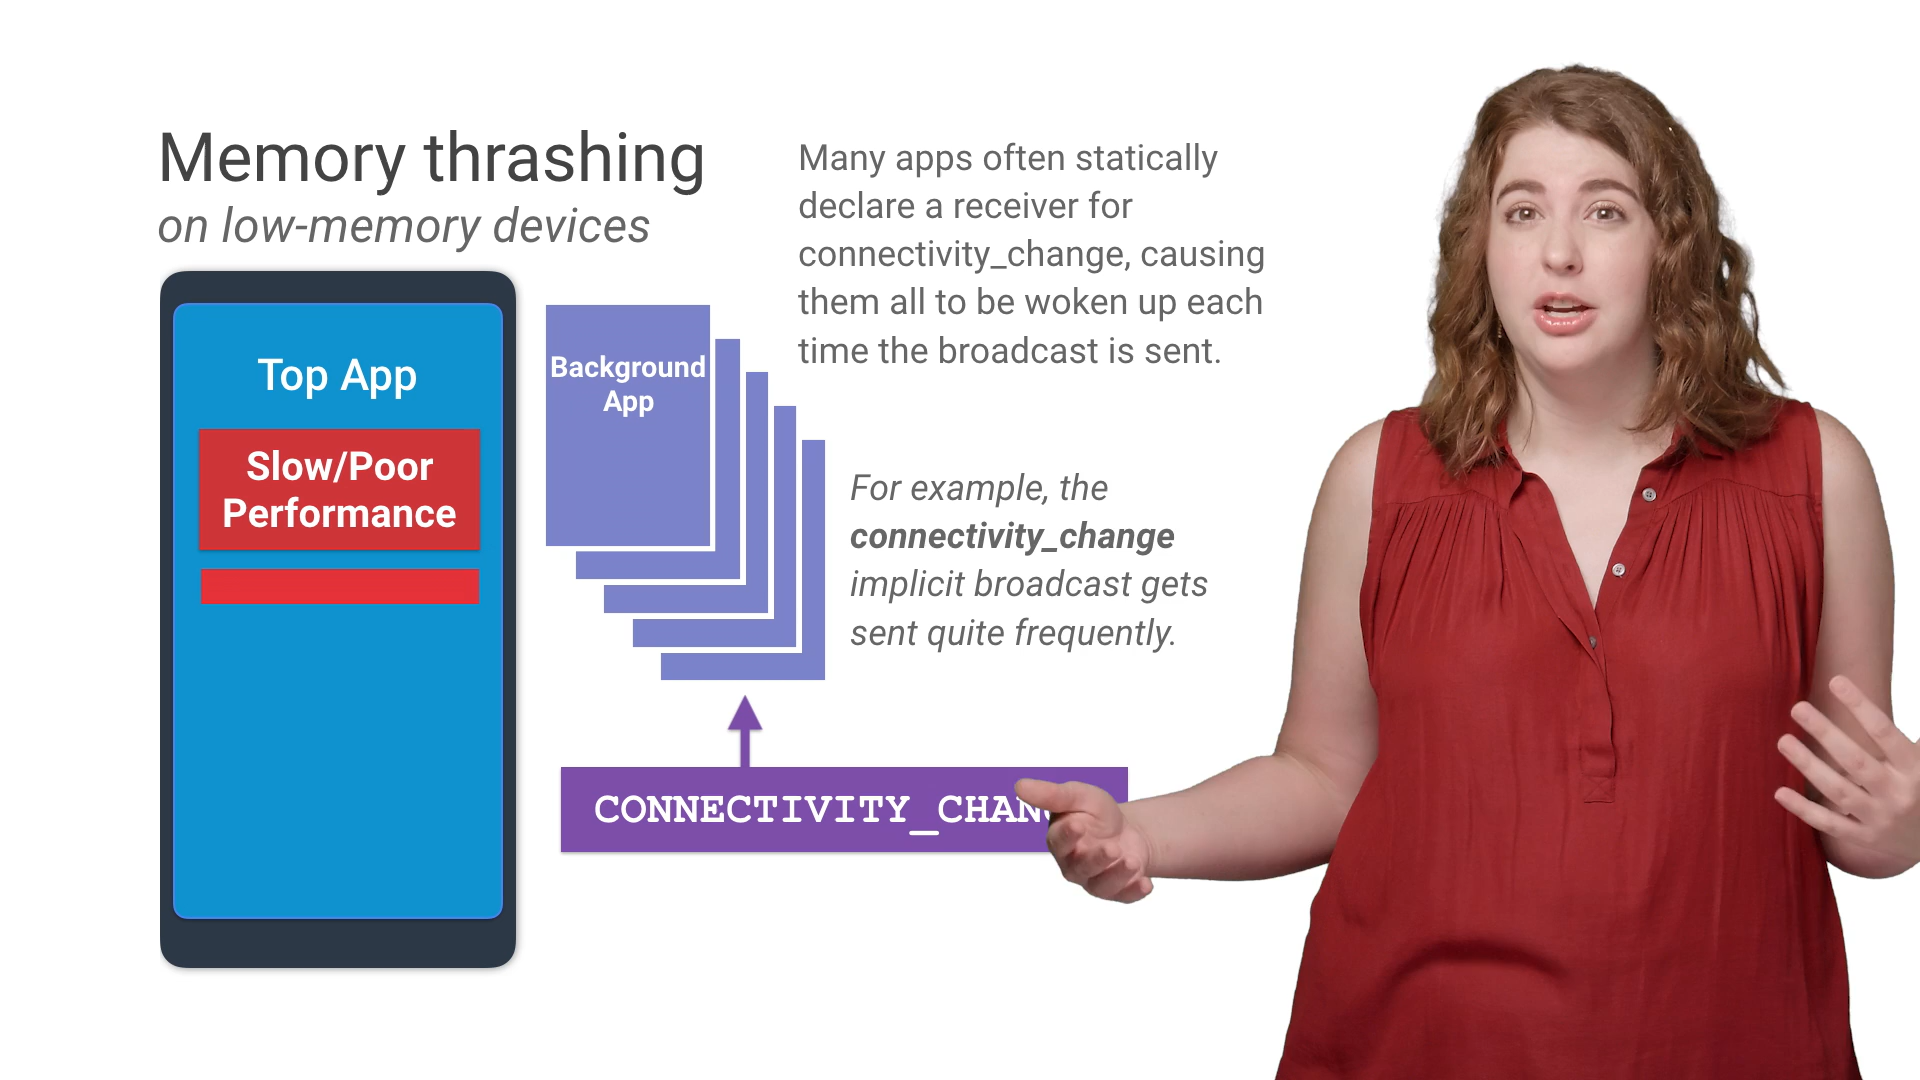 Memory thrashing
on low-memory devices
Top App
Slow/Poor
Performance
Background
App
Many apps often statically
declare a receiver for
connectivity_change, causing
them all to be woken up each
time the broadcast is sent.
For example, the
connectivity_change
implicit broadcast gets
sent quite frequently.
CONNECTIVITY_CHAN